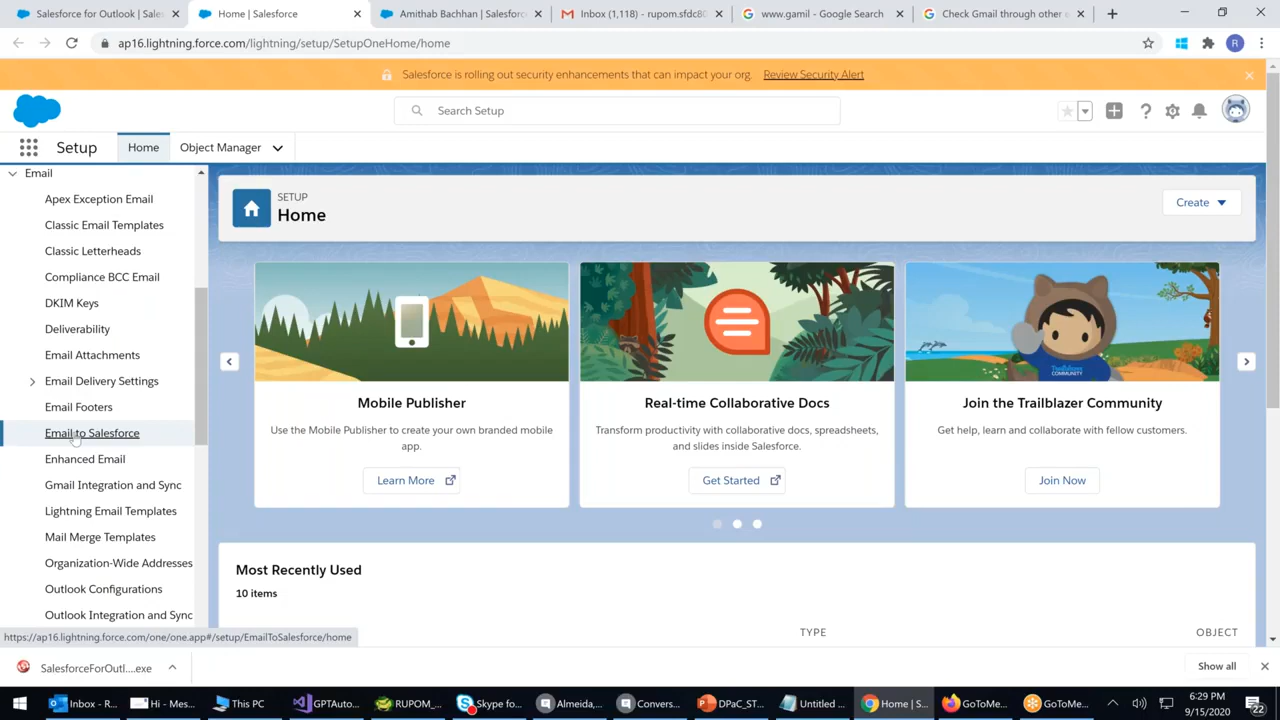 Salesforce for Outlook | Sales
Home | Salesforce
Amithab Bachhan | Salesforc
Inbox (1,118) - rupom.sfdc80
www.gamil - Google Search
Check Gmail through other e
ap16.lightning.force.com/lightning/setup/SetupOneHome/home
R
Salesforce is rolling out security enhancements that can impact your org. Review Security Alert
Search Setup
Setup
Home
Object Manager
Email
Apex Exception Email
Classic Email Templates
Classic Letterheads
Compliance BCC Email
DKIM Keys
Deliverability
Email Attachments
Email Delivery Settings
Email Footers
Email to Salesforce
Enhanced Email
Gmail Integration and Sync
Lightning Email Templates
Mail Merge Templates
Organization-Wide Addresses
Outlook Configurations
Outlook Integration and Sync
SETUP
Home
Create
Mobile Publisher
Use the Mobile Publisher to create your own branded mobile
app.
Learn More
Real-time Collaborative Docs
Transform productivity with collaborative docs, spreadsheets,
and slides inside Salesforce.
Get Started
Join the Trailblazer Community
Get help, learn and collaborate with fellow customers.
Join Now
Most Recently Used
10 items
TYPE
OBJECT
https://ap16.lightning.force.com/one/one.app#/setup/EmailToSalesforce/home
SalesforceForOutl....exe
Show all
Inbox - R...
Hi - Mes...
This PC
GPTAuto...
RUPOM_...
Skype fo...
Almeida,...
Convers...
DPaC_ST...
Untitled ...
Home | S...
GoToMe...
GoToMe...
6:29 PM
9/15/2020
22